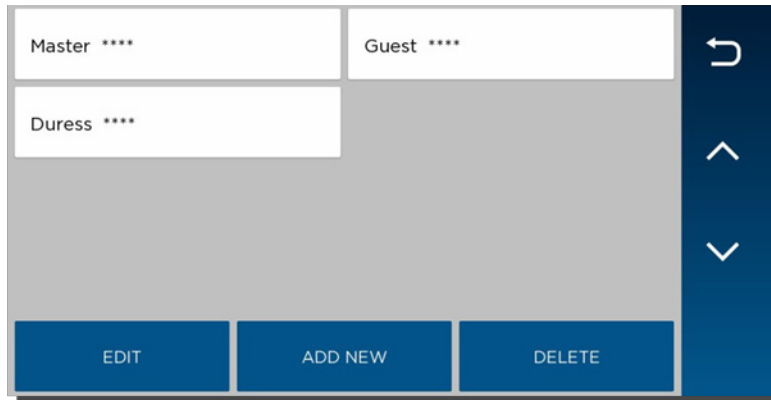 Master ****
Guest ****
Duress ****
EDIT
ADD NEW
DELETE